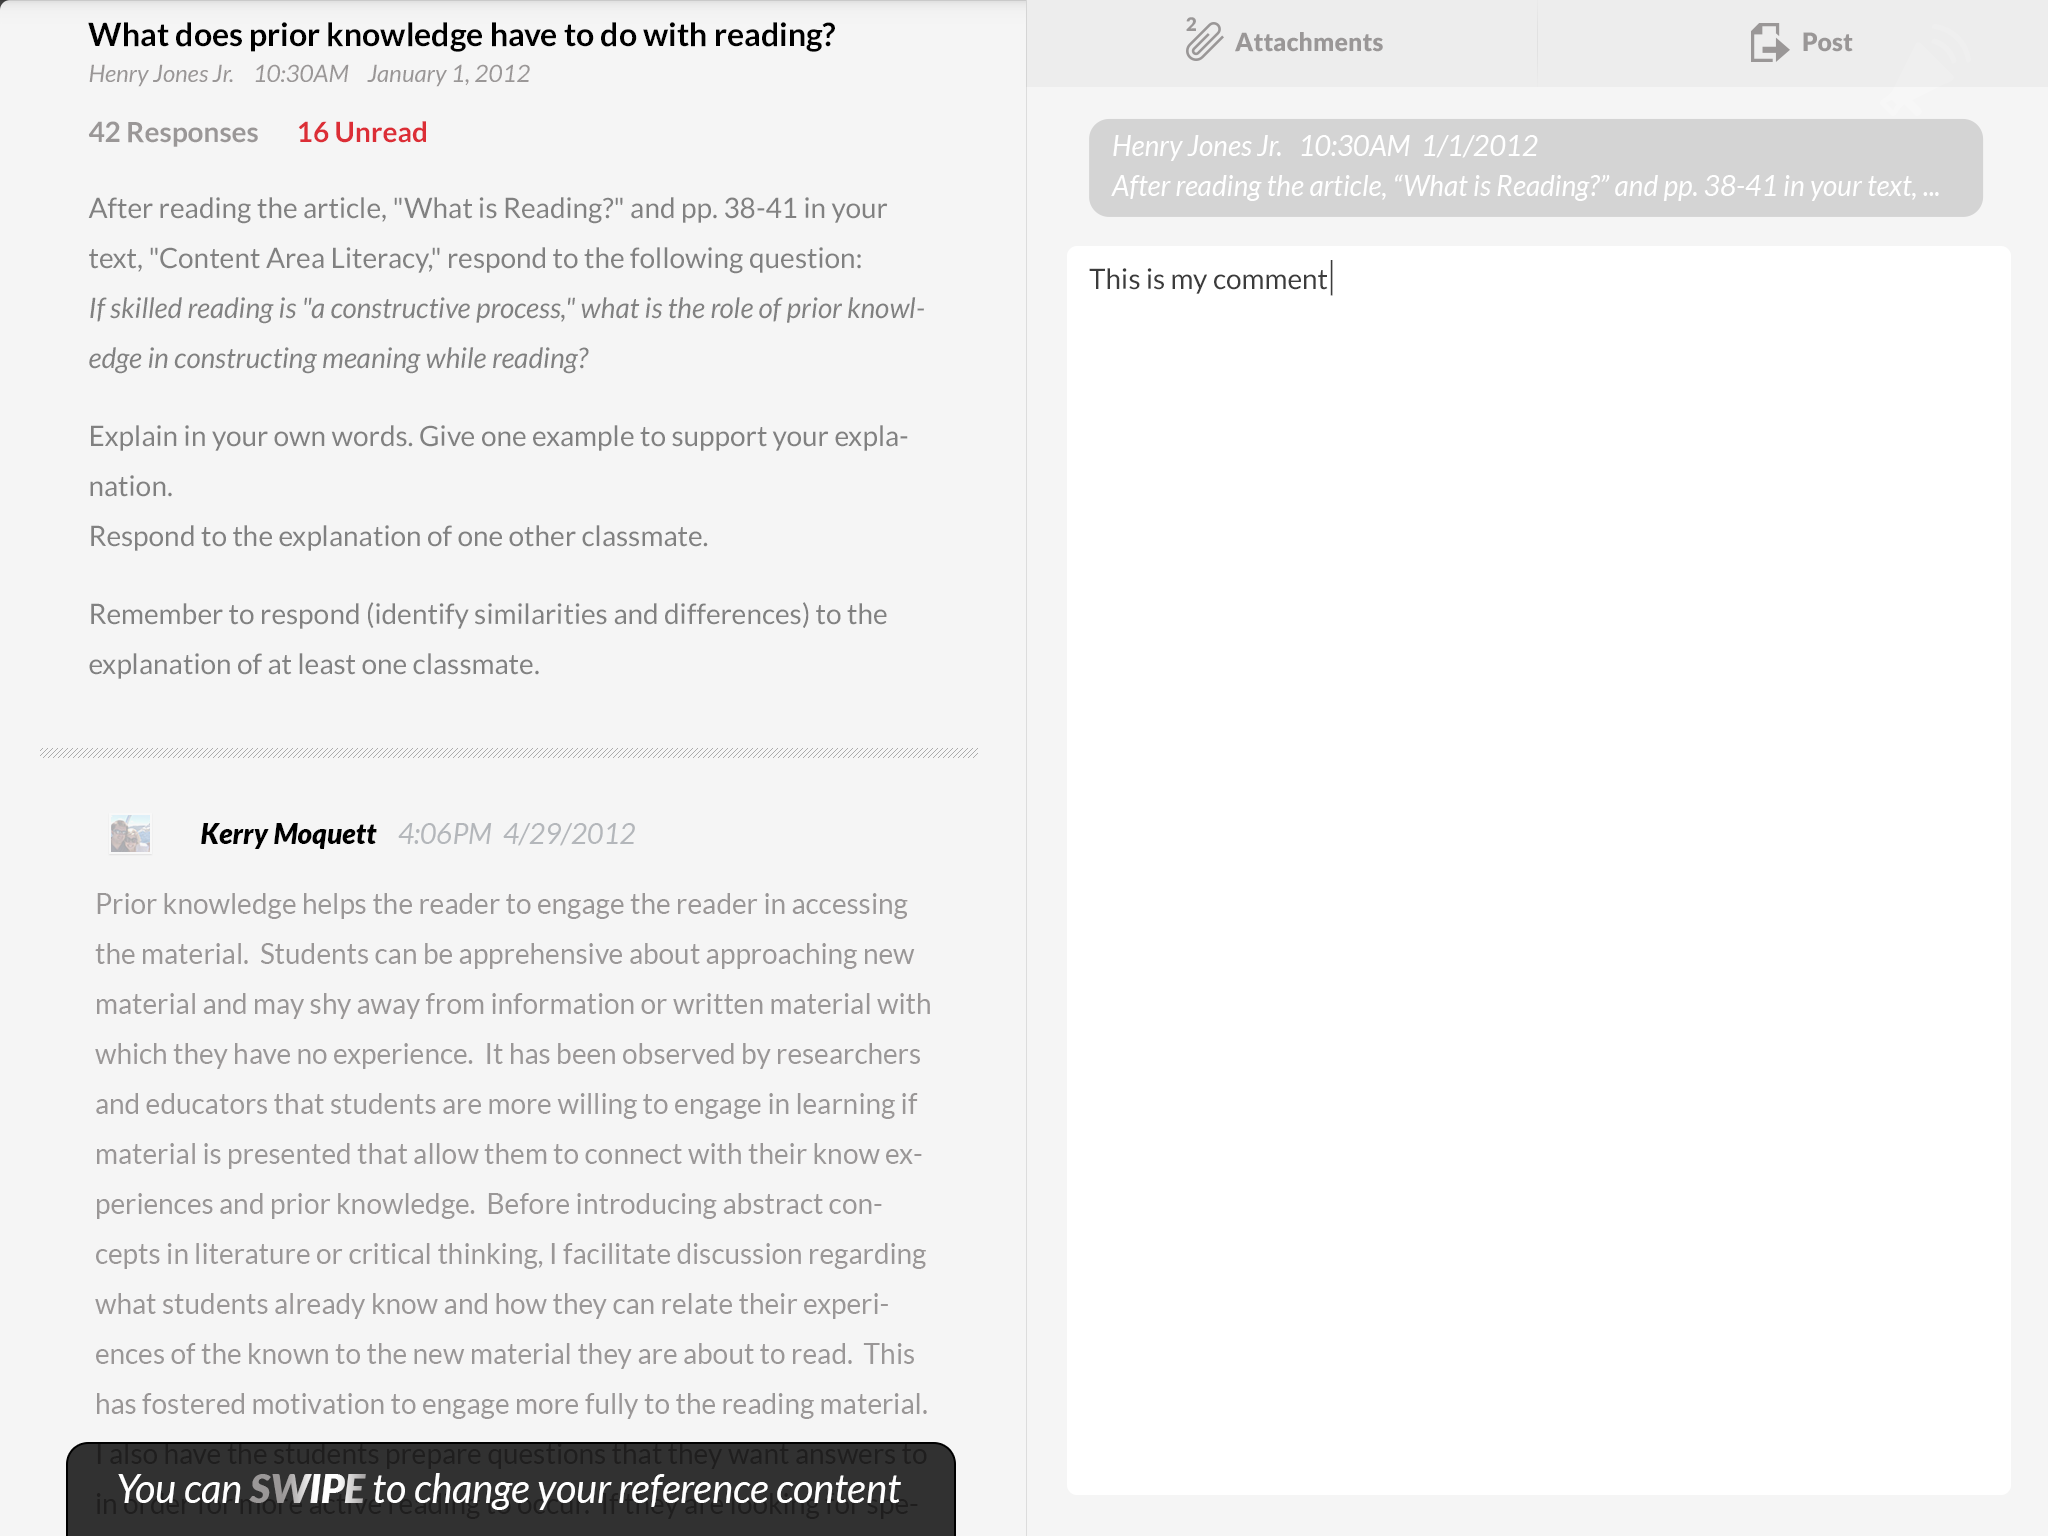 What does prior knowledge have to do with reading?
Henry Jones Jr. 10:30AM January 1, 2012
42 Responses 16 Unread
After reading the article, "What is Reading?" and pp. 38-41 in your
text, "Content Area Literacy," respond to the following question:
If skilled reading is "a constructive process," what is the role of prior knowl-
edge in constructing meaning while reading?
Explain in your own words. Give one example to support your expla-
nation.
Respond to the explanation of one other classmate.
Remember to respond (identify similarities and differences) to the
explanation of at least one classmate.
Kerry Moquett 4:06PM 4/29/2012
Prior knowledge helps the reader to engage the reader in accessing
the material. Students can be apprehensive about approaching new
material and may shy away from information or written material with
which they have no experience. It has been observed by researchers
and educators that students are more willing to engage in learning if
material is presented that allow them to connect with their know ex-
periences and prior knowledge. Before introducing abstract con-
cepts in literature or critical thinking, I facilitate discussion regarding
what students already know and how they can relate their experi-
ences of the known to the new material they are about to read. This
has fostered motivation to engage more fully to the reading material.
I also have the students prepare questions that they want answers to
in order for more active reading to occur. If they are looking for spe-
You can SWIPE to change your reference content
2 Attachments
Post
Henry Jones Jr. 10:30AM 1/1/2012
After reading the article, “What is Reading?” and pp. 38-41 in your text, ...
This is my comment